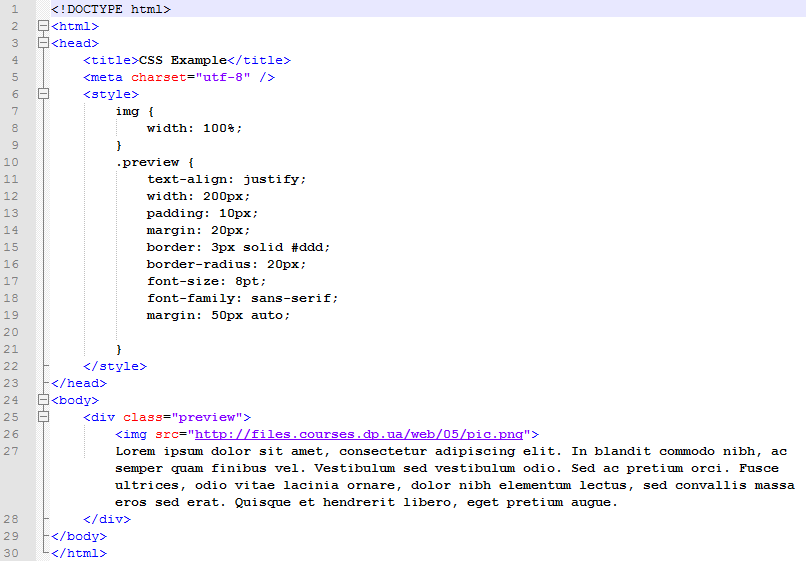 1 <!DOCTYPE html>
2 <html>
3 <head>
4 <title>CSS Example</title>
5 <meta charset="utf-8" />
6 <style>
7 img {
8 width: 100%;
9 }
10 .preview {
11 text-align: justify;
12 width: 200px;
13 padding: 10px;
14 margin: 20px;
15 border: 3px solid #ddd;
16 border-radius: 20px;
17 font-size: 8pt;
18 font-family: sans-serif;
19 margin: 50px auto;
20
21 }
22 </style>
23 </head>
24 <body>
25 <div class="preview">
26 <img src="http://files.courses.dp.ua/web/05/pic.png">
27 Lorem ipsum dolor sit amet, consectetur adipiscing elit. In blandit commodo nibh, ac
semper quam finibus vel. Vestibulum sed vestibulum odio. Sed ac pretium orci. Fusce
ultrices, odio vitae lacinia ornare, dolor nibh elementum lectus, sed convallis massa
eros sed erat. Quisque et hendrerit libero, eget pretium augue.
28 </div>
29 </body>
30 </html>